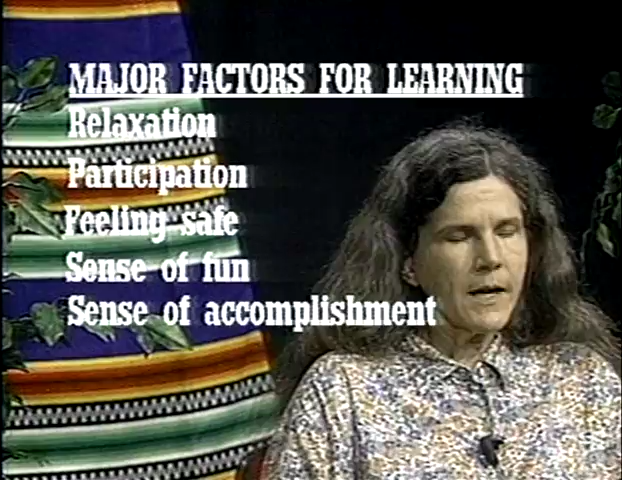 MAJOR FACTORS FOR LEARNING
Relaxation
Participation
Feeling safe
Sense of fun
Sense of accomplishment